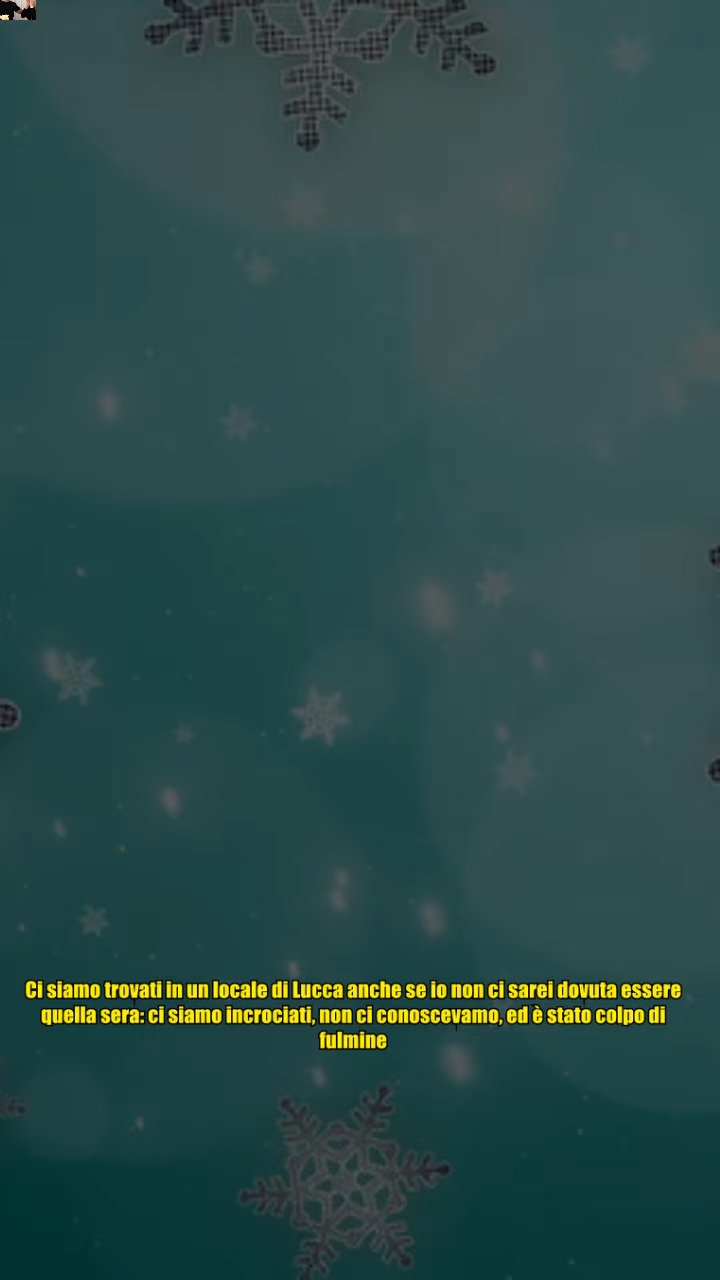 Ci siamo trovati in un locale di Lucca anche se io non ci sarei dovuta essere
quella sera: ci siamo incrociati, non ci conoscevamo, ed è stato colpo di
fulmine